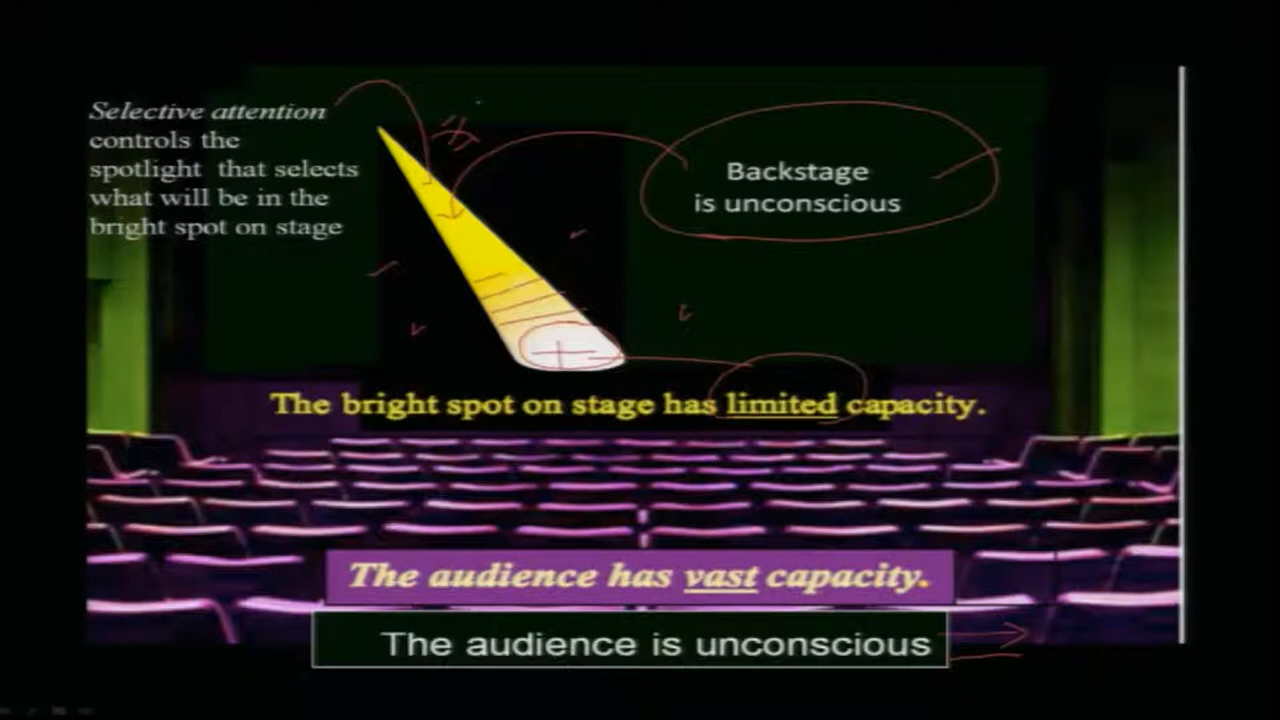 Selective attention
controls the
spotlight that selects
what will be in the
bright spot on stage
Backstage
is unconscious
The bright spot on stage has limited capacity.
The audience has vast capacity.
The audience is unconscious